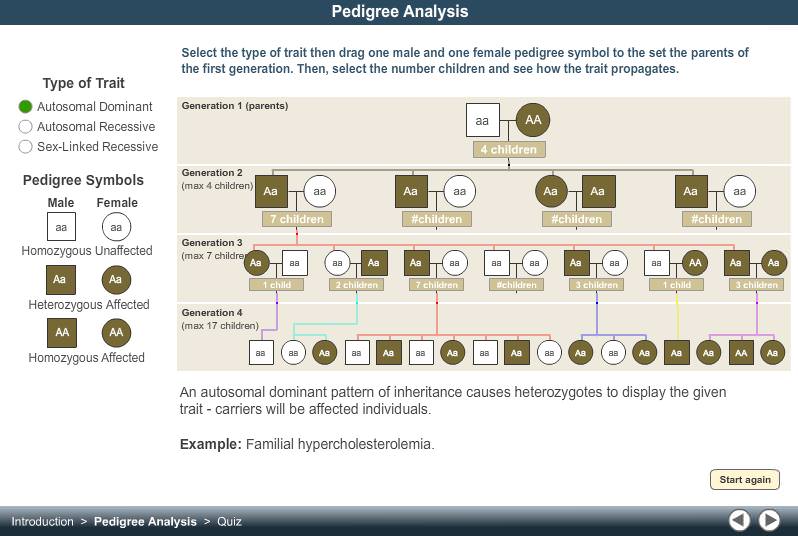 Pedigree Analysis
Select the type of trait then drag one male and one female pedigree symbol to the set the parents of
the first generation. Then, select the number children and see how the trait propagates.
Type of Trait
Autosomal Dominant
Autosomal Recessive
Sex-Linked Recessive
Pedigree Symbols
Male Female
aa aa
Homozygous Unaffected
Aa Aa
Heterozygous Affected
AA AA
Homozygous Affected
Generation 1 (parents)
aa AA
4 children
Generation 2
(max 4 children)
Aa aa Aa aa Aa Aa Aa aa
7 children #children #children #children
Generation 3
(max 7 childre
Aa aa aa Aa Aa aa aa aa Aa aa aa AA Aa Aa
1 child 2 children 7 children #children 3 children 1 child 3 children
Generation 4
(max 17 children)
aa aa Aa aa Aa aa Aa aa Aa aa Aa aa Aa Aa Aa AA Aa
An autosomal dominant pattern of inheritance causes heterozygotes to display the given
trait - carriers will be affected individuals.
Example: Familial hypercholesterolemia.
Start again
Introduction > Pedigree Analysis > Quiz